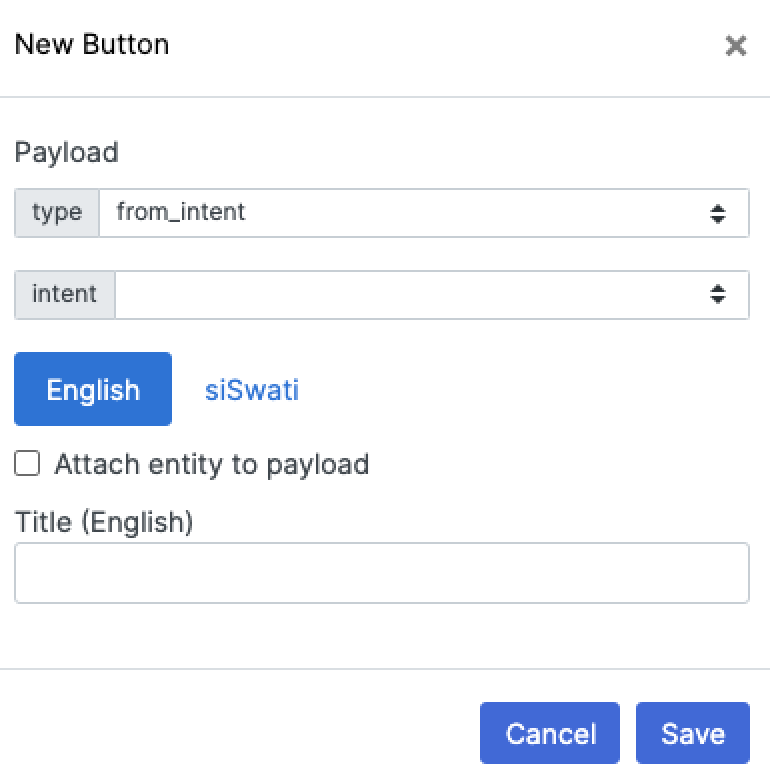 New Button ×
Payload
type from_intent
intent
English siSwati
Attach entity to payload
Title (English)
Cancel Save